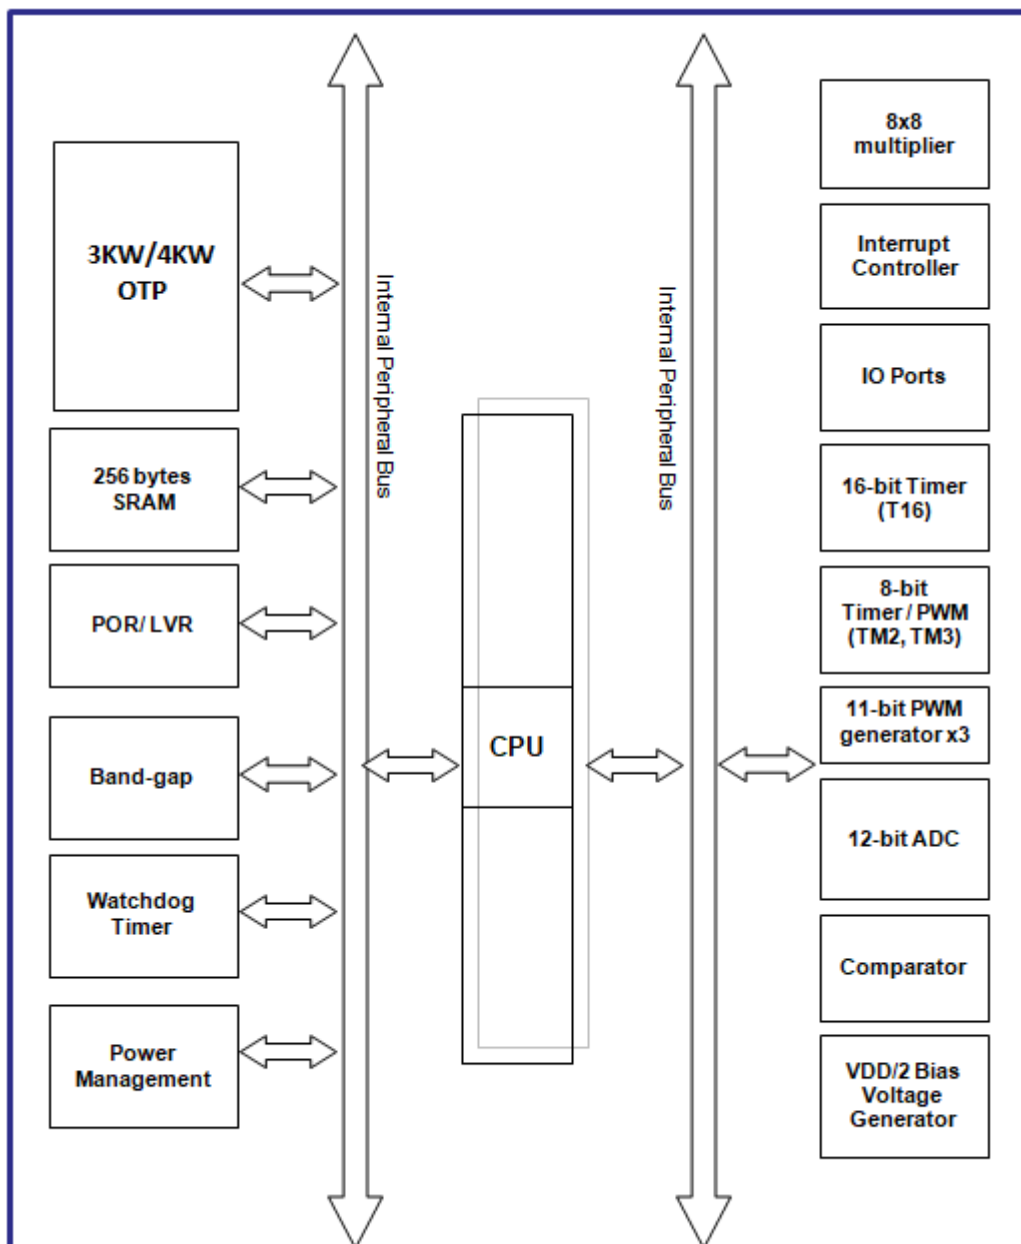 3KW/4KW
OTP
256 bytes
SRAM
POR/ LVR
Band-gap
Watchdog
Timer
Power
Management
Internal Peripheral Bus
CPU
Internal Peripheral Bus
8x8
multiplier
Interrupt
Controller
IO Ports
16-bit Timer
(T16)
8-bit
Timer / PWM
(TM2, TM3)
11-bit PWM
generator x3
12-bit ADC
Comparator
VDD/2 Bias
Voltage
Generator